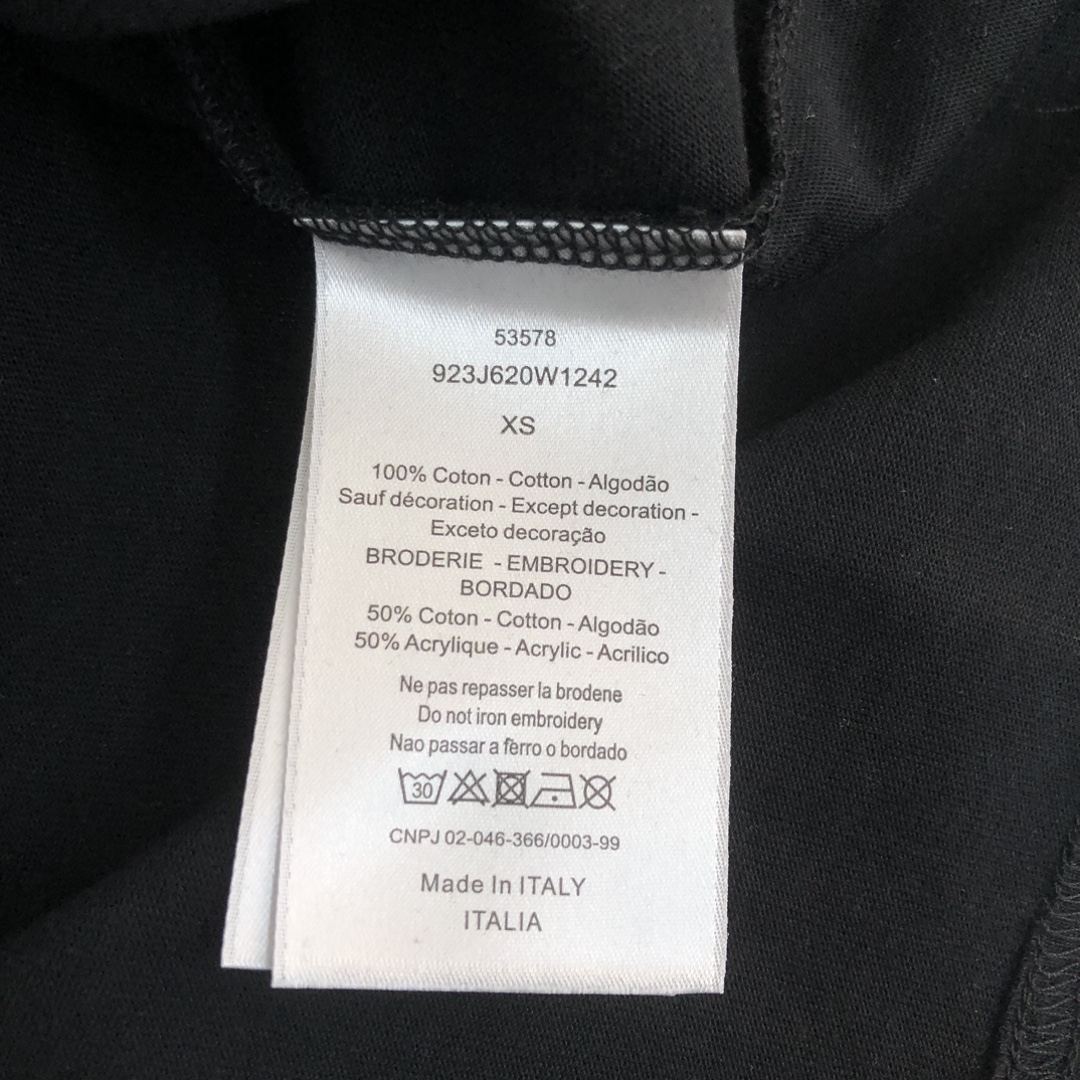 53578
923J620W1242
XS
100% Coton - Cotton - Algodão
Sauf décoration - Except decoration -
Exceto decoração
BRODERIE - EMBROIDERY -
BORDADO
50% Coton - Cotton - Algodão
50% Acrylique - Acrylic - Acrilico
Ne pas repasser la brodene
Do not iron embroidery
Nao passar a ferro o bordado
30
CNPJ 02-046-366/0003-99
Made In ITALY
ITALIA